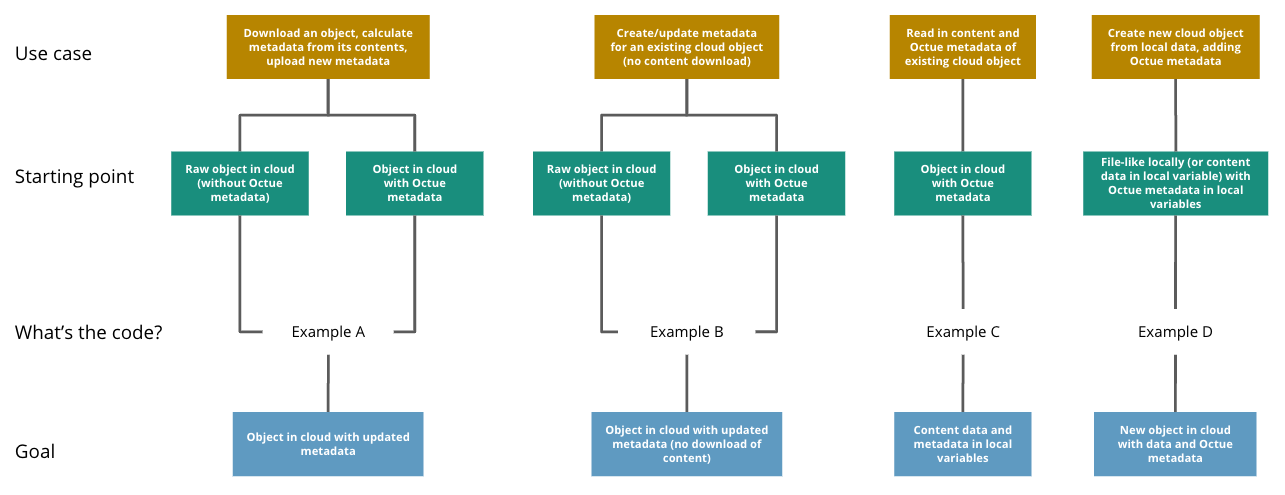 Use case
Download an object, calculate
metadata from its contents,
upload new metadata
Create/update metadata
for an existing cloud object
(no content download)
Read in content and
Octue metadata of
existing cloud object
Create new cloud object
from local data, adding
Octue metadata
Starting point
Raw object in cloud
(without Octue
metadata)
Object in cloud
with Octue
metadata
Raw object in cloud
(without Octue
metadata)
Object in cloud
with Octue
metadata
Object in cloud
with Octue
metadata
File-like locally (or content
data in local variable) with
Octue metadata in local
variables
What’s the code?
Example A
Example B
Example C
Example D
Goal
Object in cloud with updated
metadata
Object in cloud with updated
metadata (no download of
content)
Content data and
metadata in local
variables
New object in cloud
with data and Octue
metadata